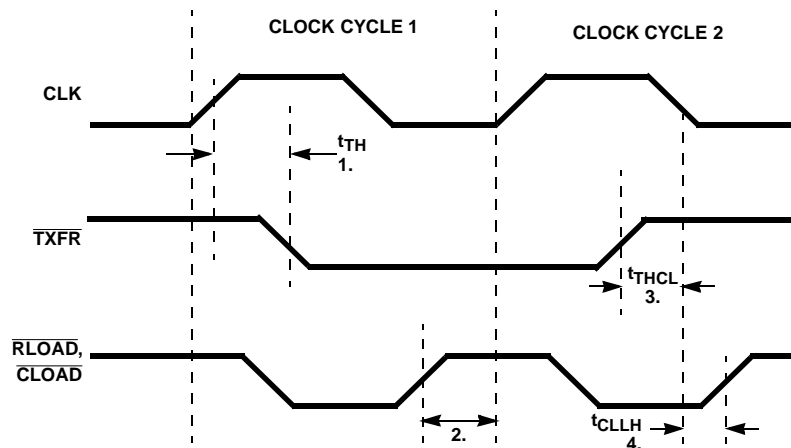 CLOCK CYCLE 1
CLOCK CYCLE 2
CLK
tTH
1.
TXFR
tTHCL
3.
RLOAD,
CLOAD
2.
tCLLH
4.